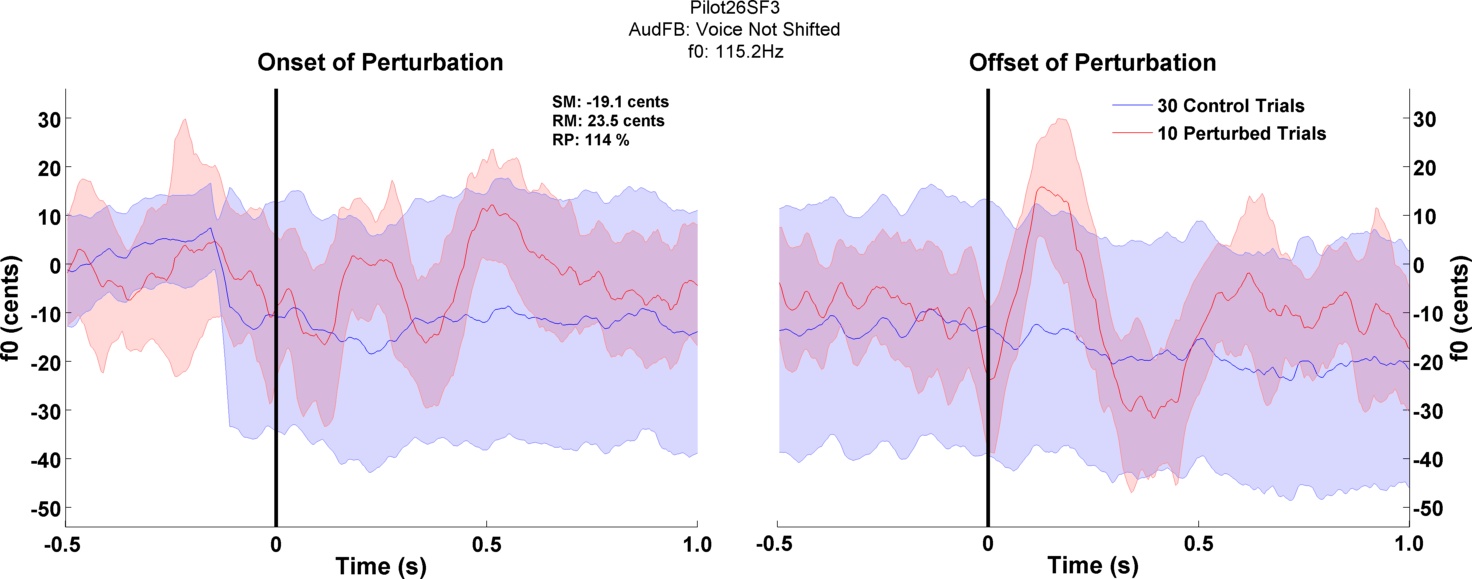 Pilot26SF3
AudFB: Voice Not Shifted
f0: 115.2Hz
Onset of Perturbation
SM: -19.1 cents
RM: 23.5 cents
RP: 114 %
f0 (cents)
30
20
10
0
-10
-20
-30
-40
-50
-0.5 0 0.5 1.0
Time (s)
Offset of Perturbation
30 Control Trials
10 Perturbed Trials
30
20
10
0
-10
-20
-30
-40
-50
f0 (cents)
-0.5 0 0.5 1.0
Time (s)